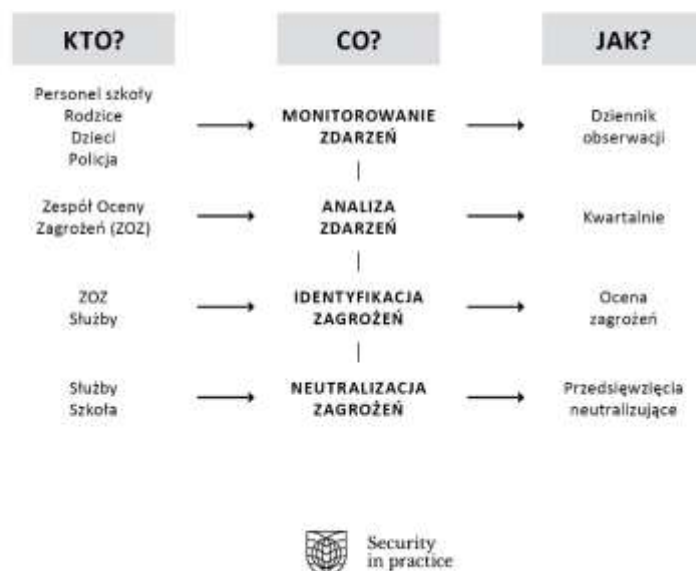 KTO?
CO?
JAK?
Personel szkoły
Rodzice
Dzieci
Policja
MONITOROWANIE
ZDARZEŃ
Dziennik
obserwacji
Zespół Oceny
Zagrożeń (ZOZ)
ANALIZA
ZDARZEŃ
Kwartalnie
ZOZ
Służby
IDENTYFIKACJA
ZAGROŻEŃ
Ocena
zagrożeń
Służby
Szkoła
NEUTRALIZACJA
ZAGROŻEŃ
Przedsięwzięcia
neutralizujące
Security
in practice